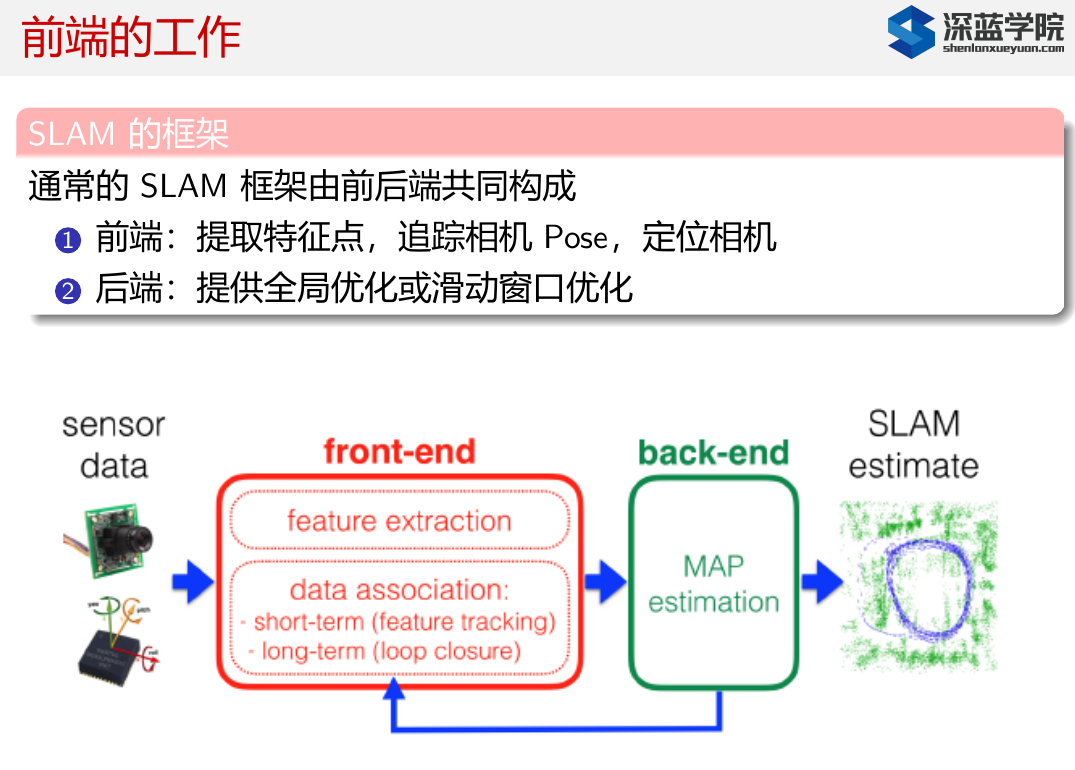 前端的工作
深蓝学院
shenlanxueyuan.com
SLAM 的框架
通常的 SLAM 框架由前后端共同构成
1 前端：提取特征点，追踪相机 Pose，定位相机
2 后端：提供全局优化或滑动窗口优化
sensor
data
front-end
feature extraction
data association:
- short-term (feature tracking)
- long-term (loop closure)
back-end
MAP
estimation
SLAM
estimate
yaw
pitch
roll